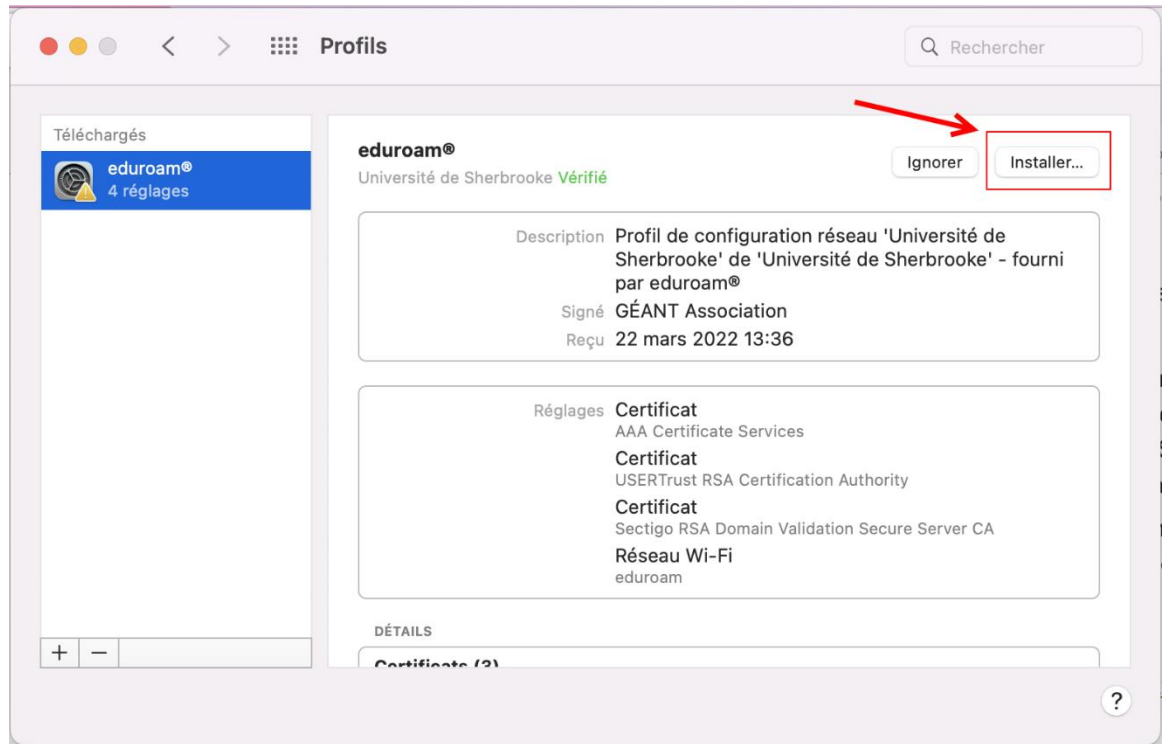 Profils
Rechercher
Téléchargés
eduroam®
4 réglages
eduroam®
Université de Sherbrooke Vérifié
Ignorer
Installer...
Description Profil de configuration réseau 'Université de
Sherbrooke' de 'Université de Sherbrooke' - fourni
par eduroam®
Signé GÉANT Association
Reçu 22 mars 2022 13:36
Réglages Certificat
AAA Certificate Services
Certificat
USERTrust RSA Certification Authority
Certificat
Sectigo RSA Domain Validation Secure Server CA
Réseau Wi-Fi
eduroam
DÉTAILS
Certificats (3)
+ −
?